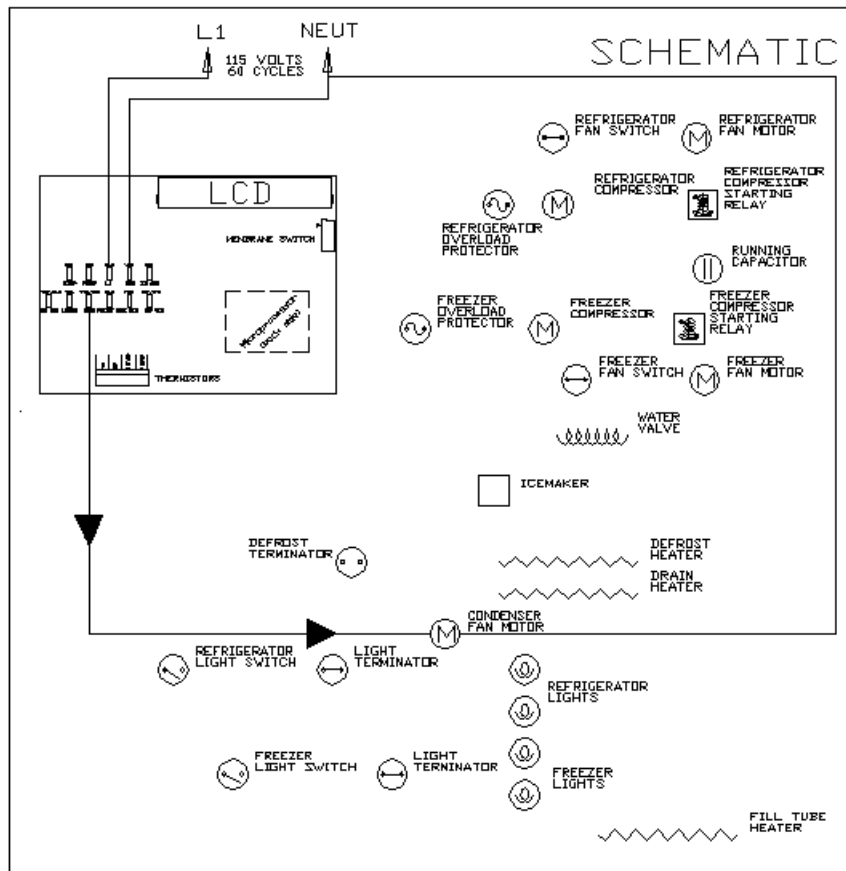 L1
NEUT
115 VOLTS
60 CYCLES
SCHEMATIC
REFRIGERATOR
FAN SWITCH
REFRIGERATOR
FAN MOTOR
LCD
MENBRANE SWITCH
REFRIGERATOR
COMPRESSOR
REFRIGERATOR
COMPRESSOR
STARTING
RELAY
REFRIGERATOR
OVERLOAD
PROTECTOR
RUNNING
CAPACITOR
FREEZER
OVERLOAD
PROTECTOR
FREEZER
COMPRESSOR
FREEZER
COMPRESSOR
STARTING
RELAY
FREEZER
FAN SWITCH
FREEZER
FAN MOTOR
THERMISTORS
WATER
VALVE
ICEMAKER
DEFROST
TERMINATOR
DEFROST
HEATER
DRAIN
HEATER
CONDENSER
FAN MOTOR
REFRIGERATOR
LIGHT SWITCH
LIGHT
TERMINATOR
REFRIGERATOR
LIGHTS
FREEZER
LIGHT SWITCH
LIGHT
TERMINATOR
FREEZER
LIGHTS
FILL TUBE
HEATER
M
M
M
M
M
M